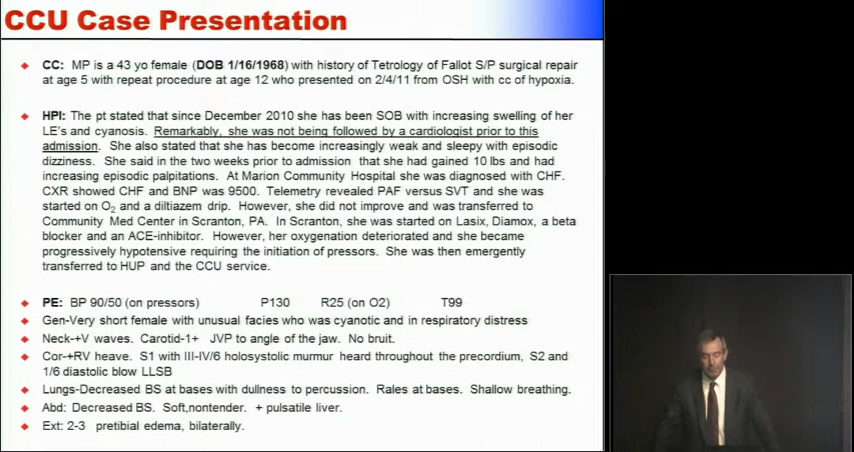 CCU Case Presentation
CC: MP is a 43 yo female (DOB 1/16/1968) with history of Tetrology of Fallot S/P surgical repair
at age 5 with repeat procedure at age 12 who presented on 2/4/11 from OSH with cc of hypoxia.
HPI: The pt stated that since December 2010 she has been SOB with increasing swelling of her
LE's and cyanosis. Remarkably, she was not being followed by a cardiologist prior to this
admission. She also stated that she has become increasingly weak and sleepy with episodic
dizziness. She said in the two weeks prior to admission that she had gained 10 lbs and had
increasing episodic palpitations. At Marion Community Hospital she was diagnosed with CHF.
CXR showed CHF and BNP was 9500. Telemetry revealed PAF versus SVT and she was
started on O2 and a diltiazem drip. However, she did not improve and was transferred to
Community Med Center in Scranton, PA. In Scranton, she was started on Lasix, Diamox, a beta
blocker and an ACE-inhibitor. However, her oxygenation deteriorated and she became
progressively hypotensive requiring the initiation of pressors. She was then emergently
transferred to HUP and the CCU service.
PE: BP 90/50 (on pressors) P130 R25 (on O2) T99
Gen-Very short female with unusual facies who was cyanotic and in respiratory distress
Neck-+V waves. Carotid-1+ JVP to angle of the jaw. No bruit.
Cor-+RV heave. S1 with III-IV/6 holosystolic murmur heard throughout the precordium, S2 and
1/6 diastolic blow LLSB
Lungs-Decreased BS at bases with dullness to percussion. Rales at bases. Shallow breathing.
Abd: Decreased BS. Soft,nontender. + pulsatile liver.
Ext: 2-3 pretibial edema, bilaterally.